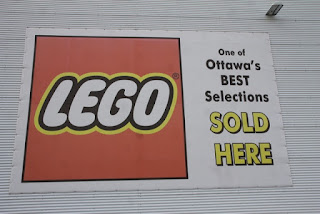 LEGO®
One of
Ottawa's
BEST
Selections
SOLD
HERE